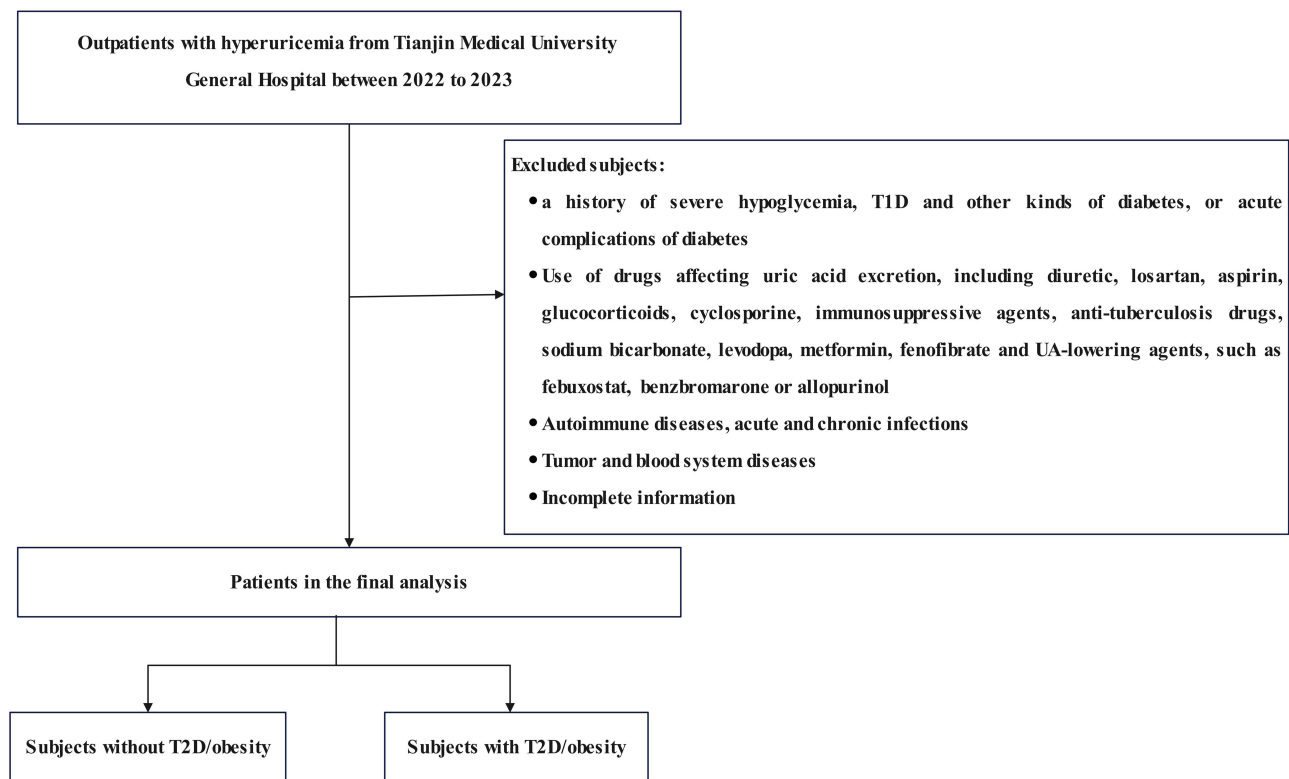 Outpatients with hyperuricemia from Tianjin Medical University
General Hospital between 2022 to 2023
Excluded subjects:
• a history of severe hypoglycemia, T1D and other kinds of diabetes, or acute
complications of diabetes
• Use of drugs affecting uric acid excretion, including diuretic, losartan, aspirin,
glucocorticoids, cyclosporine, immunosuppressive agents, anti-tuberculosis drugs,
sodium bicarbonate, levodopa, metformin, fenofibrate and UA-lowering agents, such as
febuxostat, benzbromarone or allopurinol
• Autoimmune diseases, acute and chronic infections
• Tumor and blood system diseases
• Incomplete information
Patients in the final analysis
Subjects without T2D/obesity
Subjects with T2D/obesity